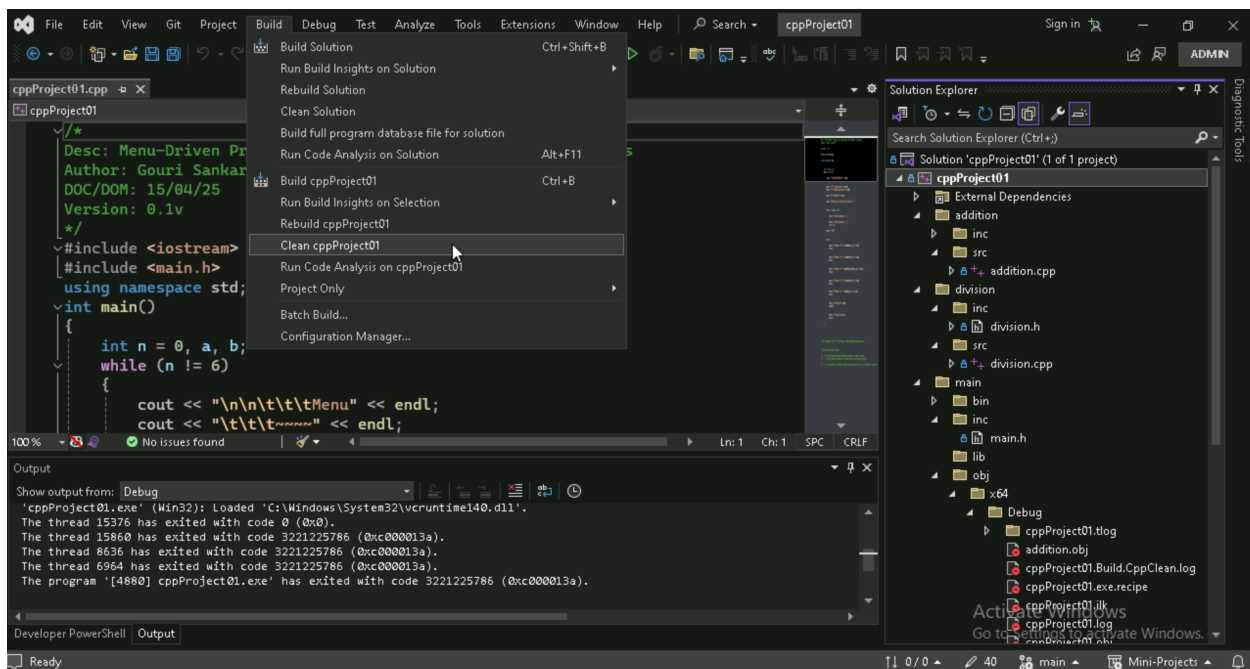 File Edit View Git Project Build Debug Test Analyze Tools Extensions Window Help Search cppProject01 Sign in
ADMIN
Build Solution Ctrl+Shift+B
Run Build Insights on Solution
Rebuild Solution
Clean Solution
Build full program database file for solution
Run Code Analysis on Solution Alt+F11
Build cppProject01 Ctrl+B
Run Build Insights on Selection
Rebuild cppProject01
Clean cppProject01
Run Code Analysis on cppProject01
Project Only
Batch Build...
Configuration Manager...
cppProject01.cpp
cppProject01
/*
Desc: Menu-Driven Pr
Author: Gouri Sankar
DOC/DOM: 15/04/25
Version: 0.1v
*/
#include <iostream>
#include <main.h>
using namespace std;
int main()
{
int n = 0, a, b;
while (n != 6)
{
cout << "\n\n\t\t\tMenu" << endl;
cout << "\t\t\t~~~~" << endl;
100 % No issues found Ln: 1 Ch: 1 SPC CRLF
Output
Show output from: Debug
'cppProject01.exe' (Win32): Loaded 'C:\Windows\System32\vcruntime140.dll'.
The thread 15376 has exited with code 0 (0x0).
The thread 15860 has exited with code 3221225786 (0xc000013a).
The thread 8636 has exited with code 3221225786 (0xc000013a).
The thread 6964 has exited with code 3221225786 (0xc000013a).
The program '[4880] cppProject01.exe' has exited with code 3221225786 (0xc000013a).
Developer PowerShell Output
Solution Explorer
Search Solution Explorer (Ctrl+;)
Solution 'cppProject01' (1 of 1 project)
cppProject01
External Dependencies
addition
inc
src
addition.cpp
division
inc
division.h
src
division.cpp
main
bin
inc
main.h
lib
obj
x64
Debug
cppProject01.tlog
addition.obj
cppProject01.Build.CppClean.log
cppProject01.exe.recipe
cppProject01.ilk
cppProject01.log
cppProject01.obj
Activate Windows
Go to Settings to activate Windows.
Diagnostic Tools
Ready 0 / 0 40 main Mini-Projects